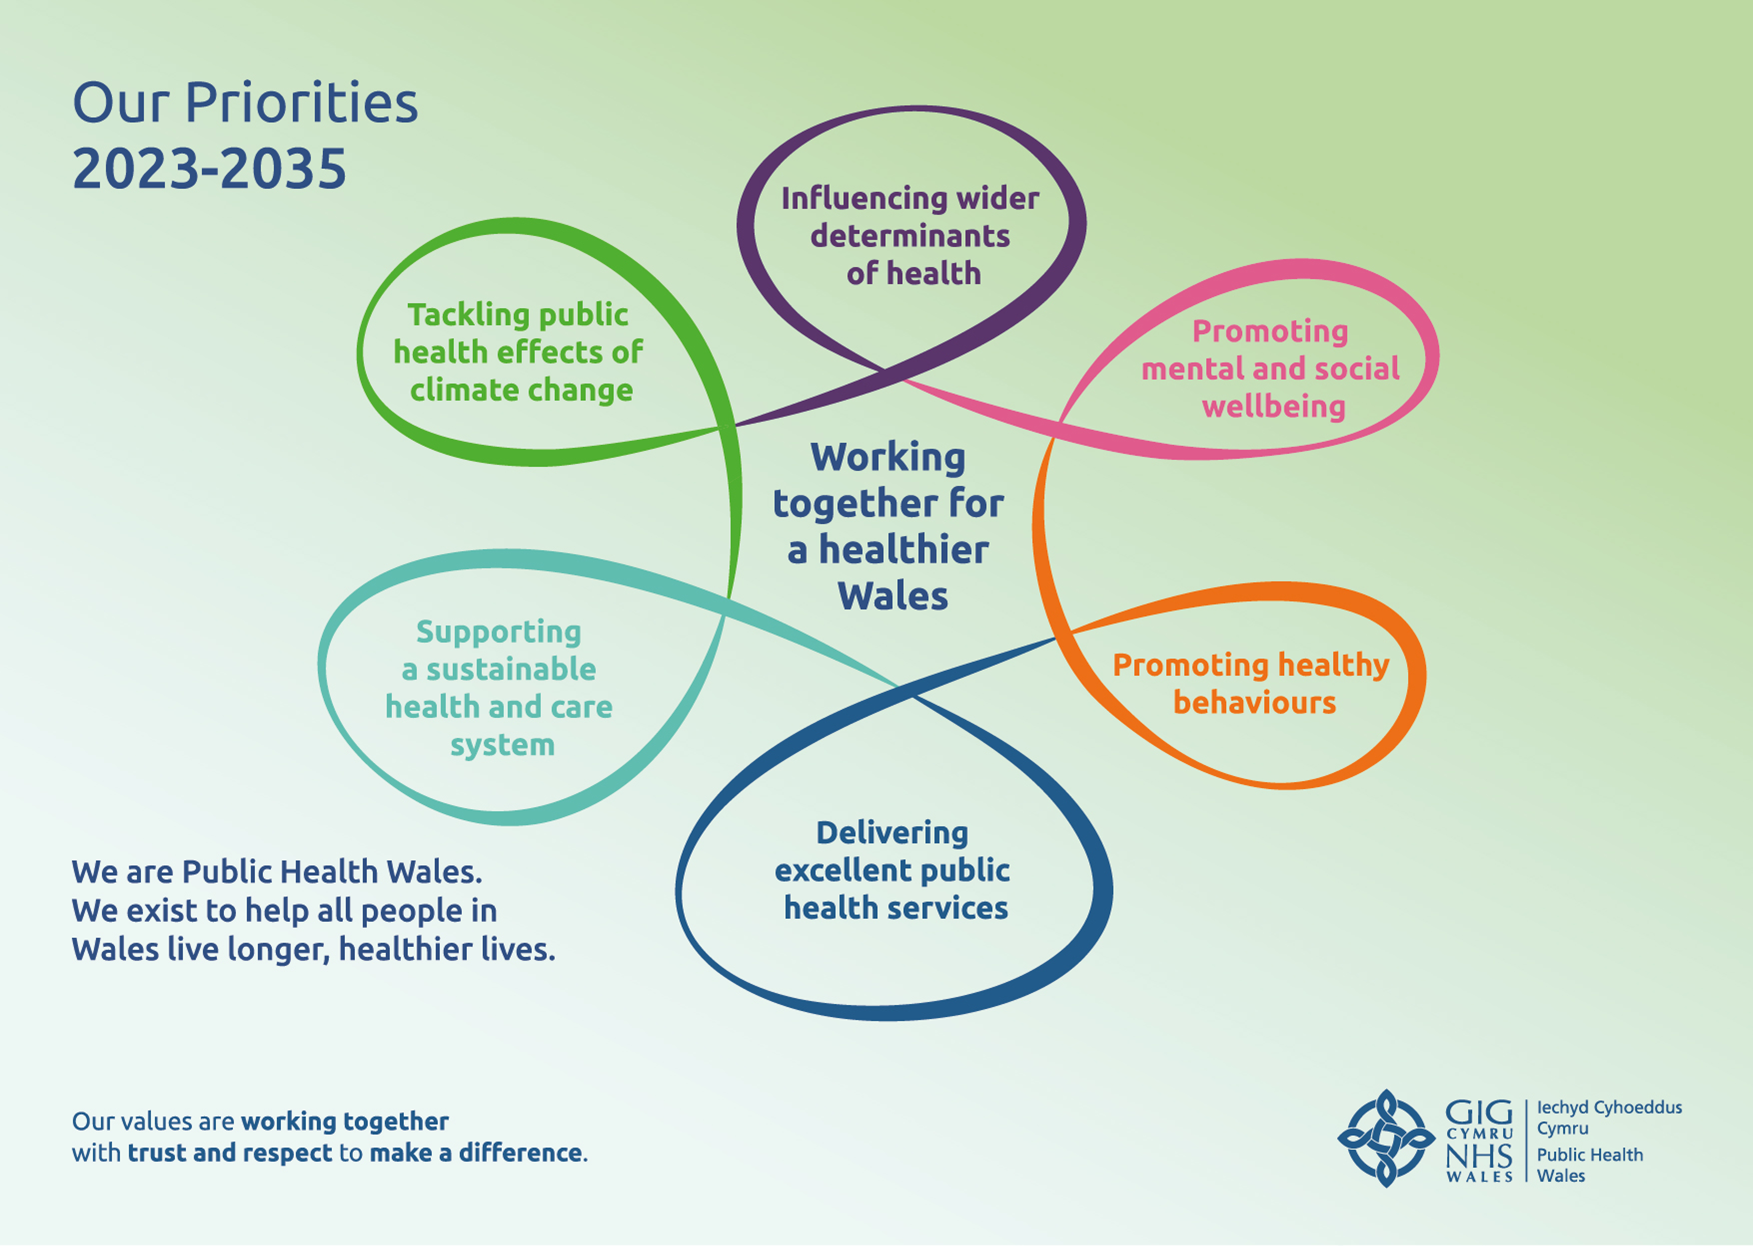 Our Priorities
2023-2035
Influencing wider
determinants
of health
Promoting
mental and social
wellbeing
Promoting healthy
behaviours
Delivering
excellent public
health services
Supporting
a sustainable
health and care
system
Tackling public
health effects of
climate change
Working
together for
a healthier
Wales
We are Public Health Wales.
We exist to help all people in
Wales live longer, healthier lives.
Our values are working together
with trust and respect to make a difference.
GIG
CYMRU
NHS
WALES
Iechyd Cyhoeddus
Cymru
Public Health
Wales